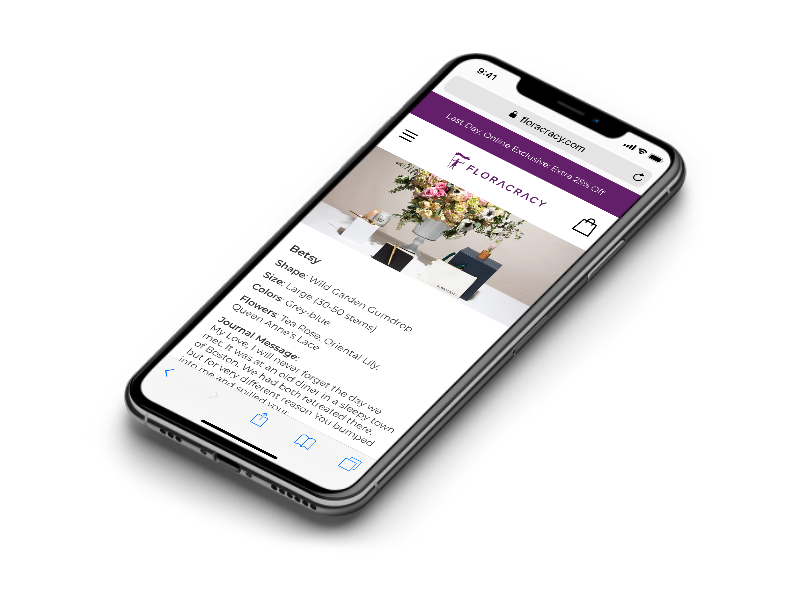 9:41
floracracy.com
Last Day. Online Exclusive: Extra 25% Off
FLORACRACY
Betsy
Shape: Wild Garden Gumdrop
Size: Large (30-50 stems)
Colors: Grey-blue
Flowers: Tea Rose, Oriental Lily,
Queen Anne's Lace
Journal Message:
My Love, I will never forget the day we
met. It was at an old diner in a sleepy town
of Boston. We had both retreated there,
but for very different reason You bumped
into me and spilled your